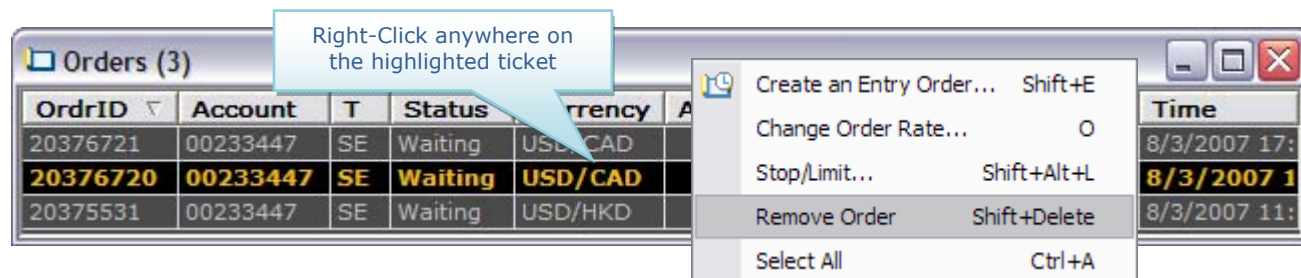 Right-Click anywhere on
the highlighted ticket
Orders (3)
OrdrID Account T Status rrency A Time
20376721 00233447 SE Waiting USD/CAD 8/3/2007 17:
20376720 00233447 SE Waiting USD/CAD 8/3/2007 1
20375531 00233447 SE Waiting USD/HKD 8/3/2007 11:
Create an Entry Order... Shift+E
Change Order Rate... O
Stop/Limit... Shift+Alt+L
Remove Order Shift+Delete
Select All Ctrl+A